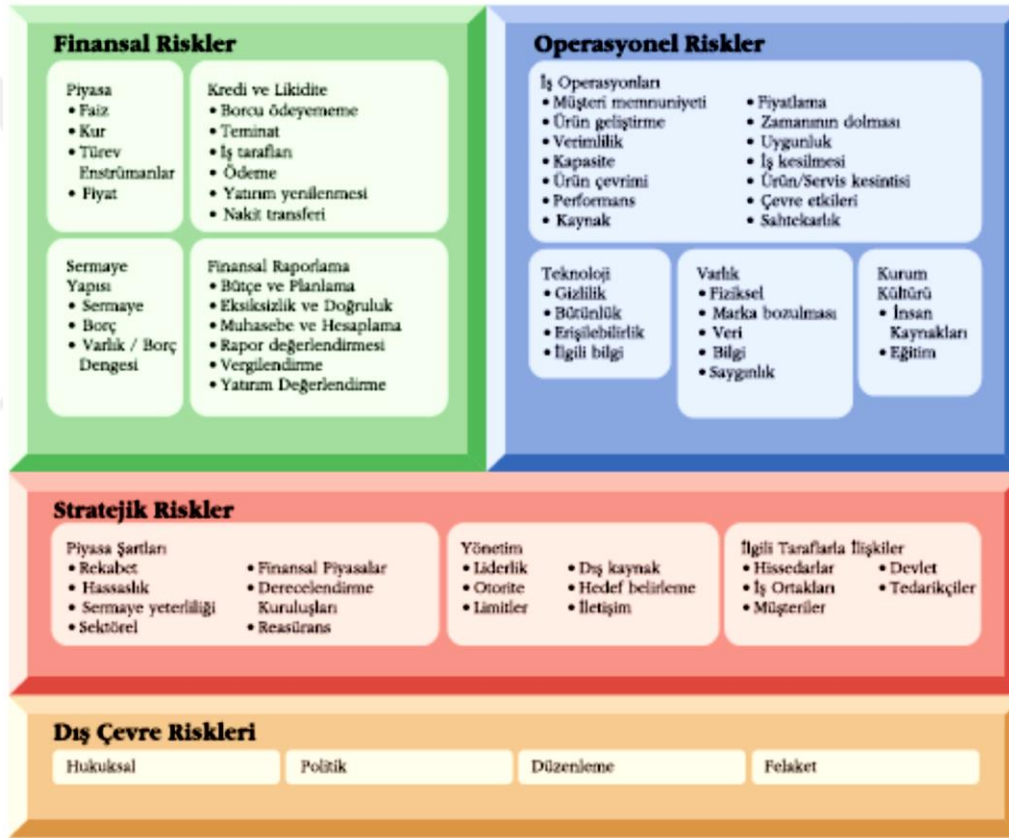 Finansal Riskler
Piyasa
• Faiz
• Kur
• Türev
Enstrümanlar
• Fiyat
Kredi ve Likidite
• Borcu ödeyememe
• Teminat
• İş tarafları
• Ödeme
• Yatırım yenilenmesi
• Nakit transferi
Sermaye
Yapısı
• Sermaye
• Borç
• Varlık / Borç
Dengesi
Finansal Raporlama
• Bütçe ve Planlama
• Eksiksizlik ve Doğruluk
• Muhasebe ve Hesaplama
• Rapor değerlendirmesi
• Vergilendirme
• Yatırım Değerlendirme
Operasyonel Riskler
İş Operasyonları
• Müşteri memnuniyeti
• Ürün geliştirme
• Verimlilik
• Kapasite
• Ürün çevrimi
• Performans
• Kaynak
• Fiyatlama
• Zamanının dolması
• Uygunluk
• İş kesilmesi
• Ürün/Servis kesintisi
• Çevre etkileri
• Sahtekarlık
Teknoloji
• Gizlilik
• Bütünlük
• Erişilebilirlik
• İlgili bilgi
Varlık
• Fiziksel
• Marka bozulması
• Veri
• Bilgi
• Saygınlık
Kurum
Kültürü
• İnsan
Kaynakları
• Eğitim
Stratejik Riskler
Piyasa Şartları
• Rekabet
• Hassaslık
• Sermaye yeterliliği
• Sektörel
• Finansal Piyasalar
• Derecelendirme
Kuruluşları
• Reasürans
Yönetim
• Liderlik
• Otorite
• Limitler
• Dış kaynak
• Hedef belirleme
• İletişim
İlgili Taraflarla İlişkiler
• Hissedarlar
• İş Ortakları
• Müşteriler
• Devlet
• Tedarikçiler
Dış Çevre Riskleri
Hukuksal
Politik
Düzenleme
Felaket